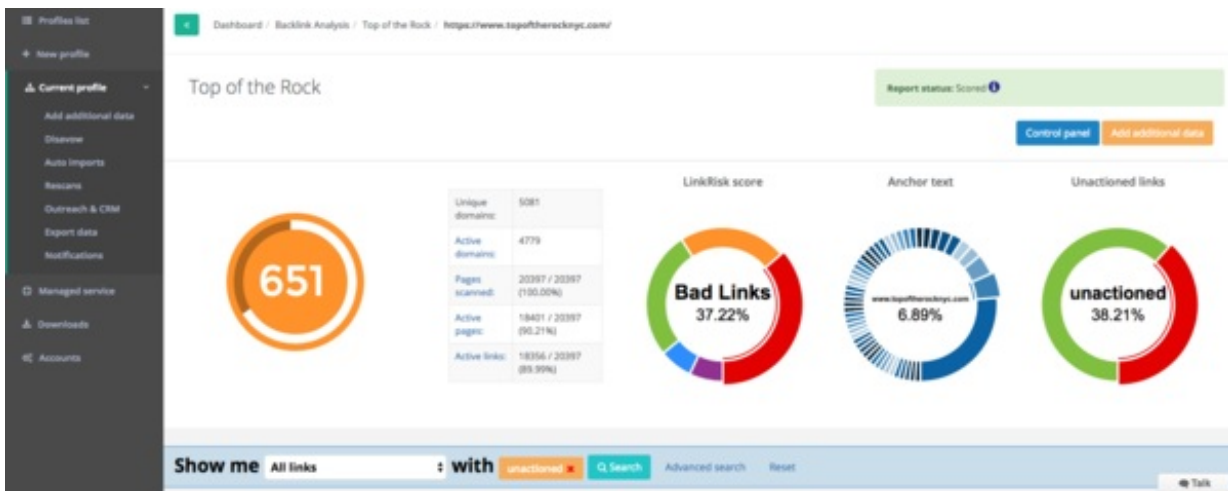 Profiles list
+ New profile
Current profile
Add additional data
Disavow
Auto imports
Rescans
Outreach & CRM
Export data
Notifications
Managed service
Downloads
Accounts
Dashboard / Backlink Analysis / Top of the Rock / https://www.topoftherocknyc.com/
Top of the Rock
Report status: Scored
Control panel
Add additional data
651
Unique domains: 5081
Active domains: 4779
Pages scanned: 20397 / 20397 (100.00%)
Active pages: 18401 / 20397 (90.21%)
Active links: 18356 / 20397 (89.99%)
LinkRisk score
Bad Links
37.22%
Anchor text
www.topoftherocknyc.com
6.89%
Unactioned links
unactioned
38.21%
Show me All links with unactioned x Search Advanced search Reset
Talk